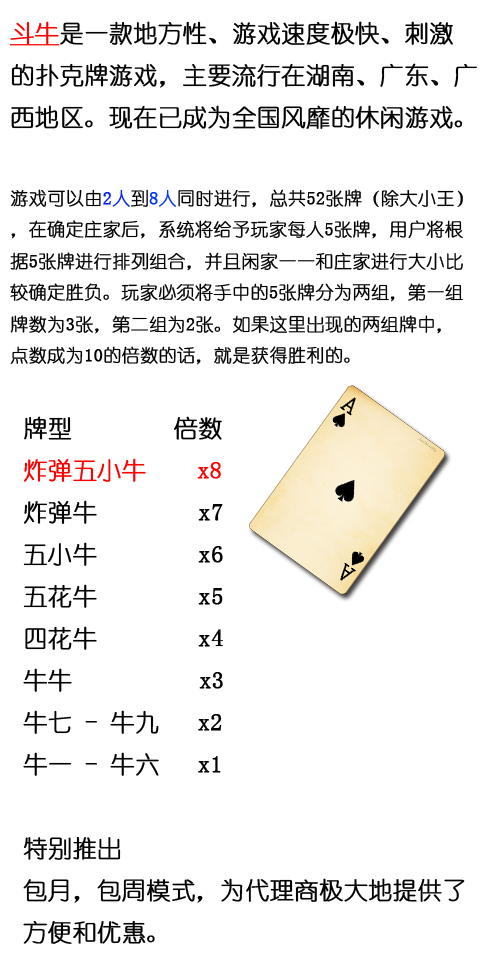 斗牛是一款地方性、游戏速度极快、刺激
的扑克牌游戏，主要流行在湖南、广东、广
西地区。现在已成为全国风靡的休闲游戏。
游戏可以由2人到8人同时进行，总共52张牌（除大小王）
，在确定庄家后，系统将给予玩家每人5张牌，用户将根
据5张牌进行排列组合，并且闲家一一和庄家进行大小比
较确定胜负。玩家必须将手中的5张牌分为两组，第一组
牌数为3张，第二组为2张。如果这里出现的两组牌中，
点数成为10的倍数的话，就是获得胜利的。
牌型 倍数
炸弹五小牛 x8
炸弹牛 x7
五小牛 x6
五花牛 x5
四花牛 x4
牛牛 x3
牛七 - 牛九 x2
牛一 - 牛六 x1
A
A
特别推出
包月，包周模式，为代理商极大地提供了
方便和优惠。